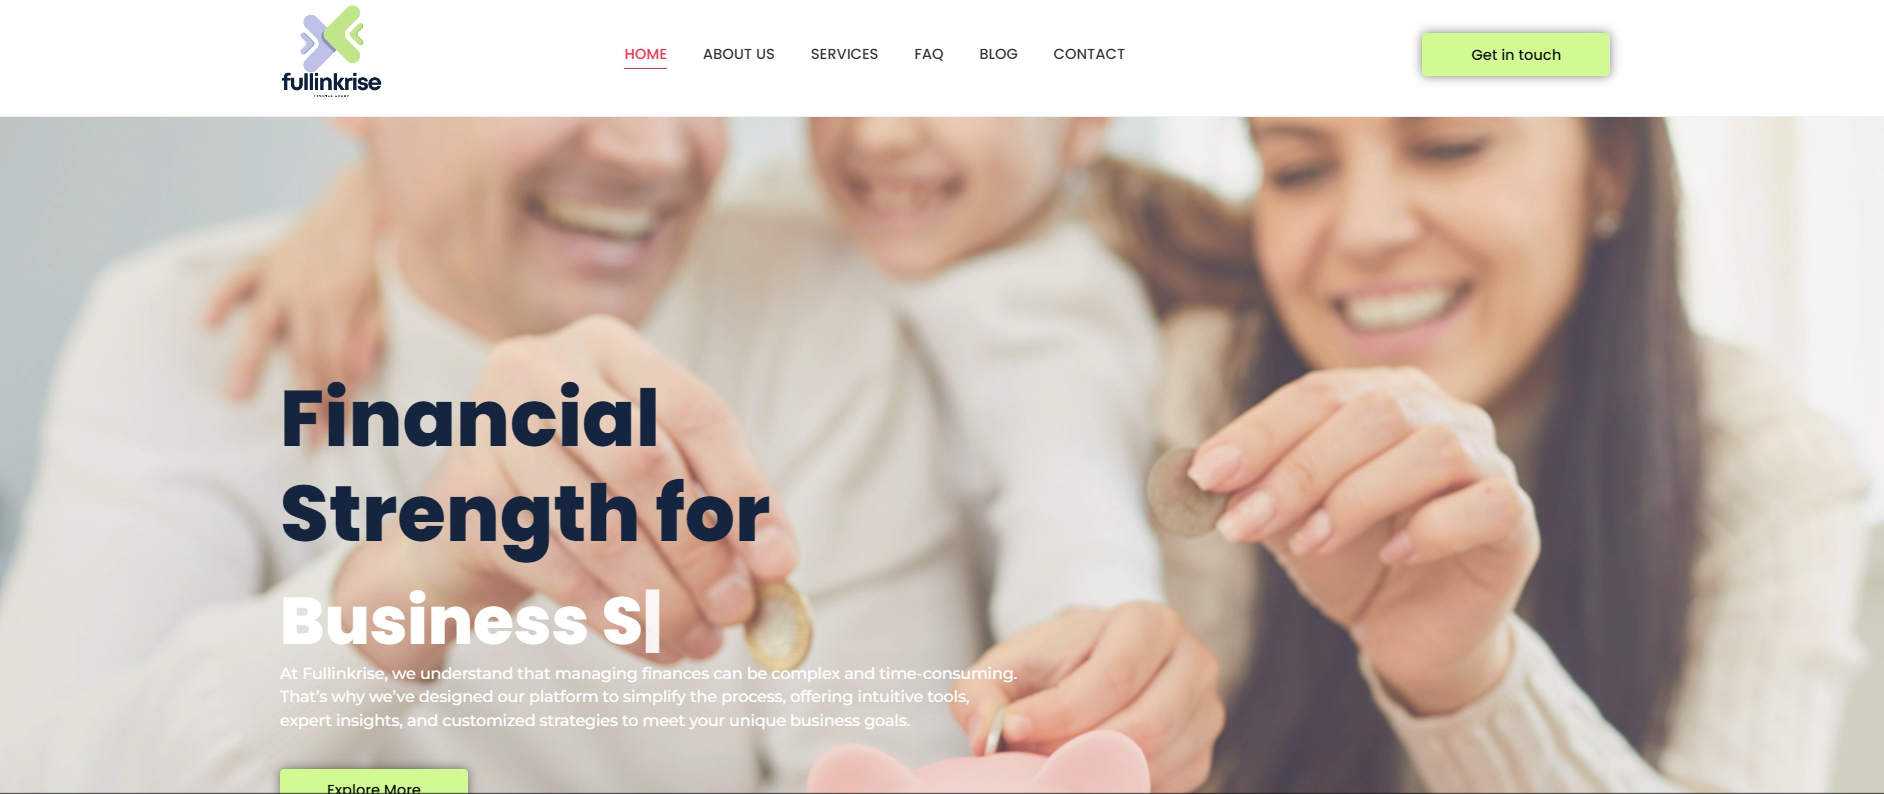 fullinkrise
HOME
ABOUT US
SERVICES
FAQ
BLOG
CONTACT
Get in touch
Financial
Strength for
Business S|
At Fullinkrise, we understand that managing finances can be complex and time-consuming.
That's why we've designed our platform to simplify the process, offering intuitive tools,
expert insights, and customized strategies to meet your unique business goals.
Explore More